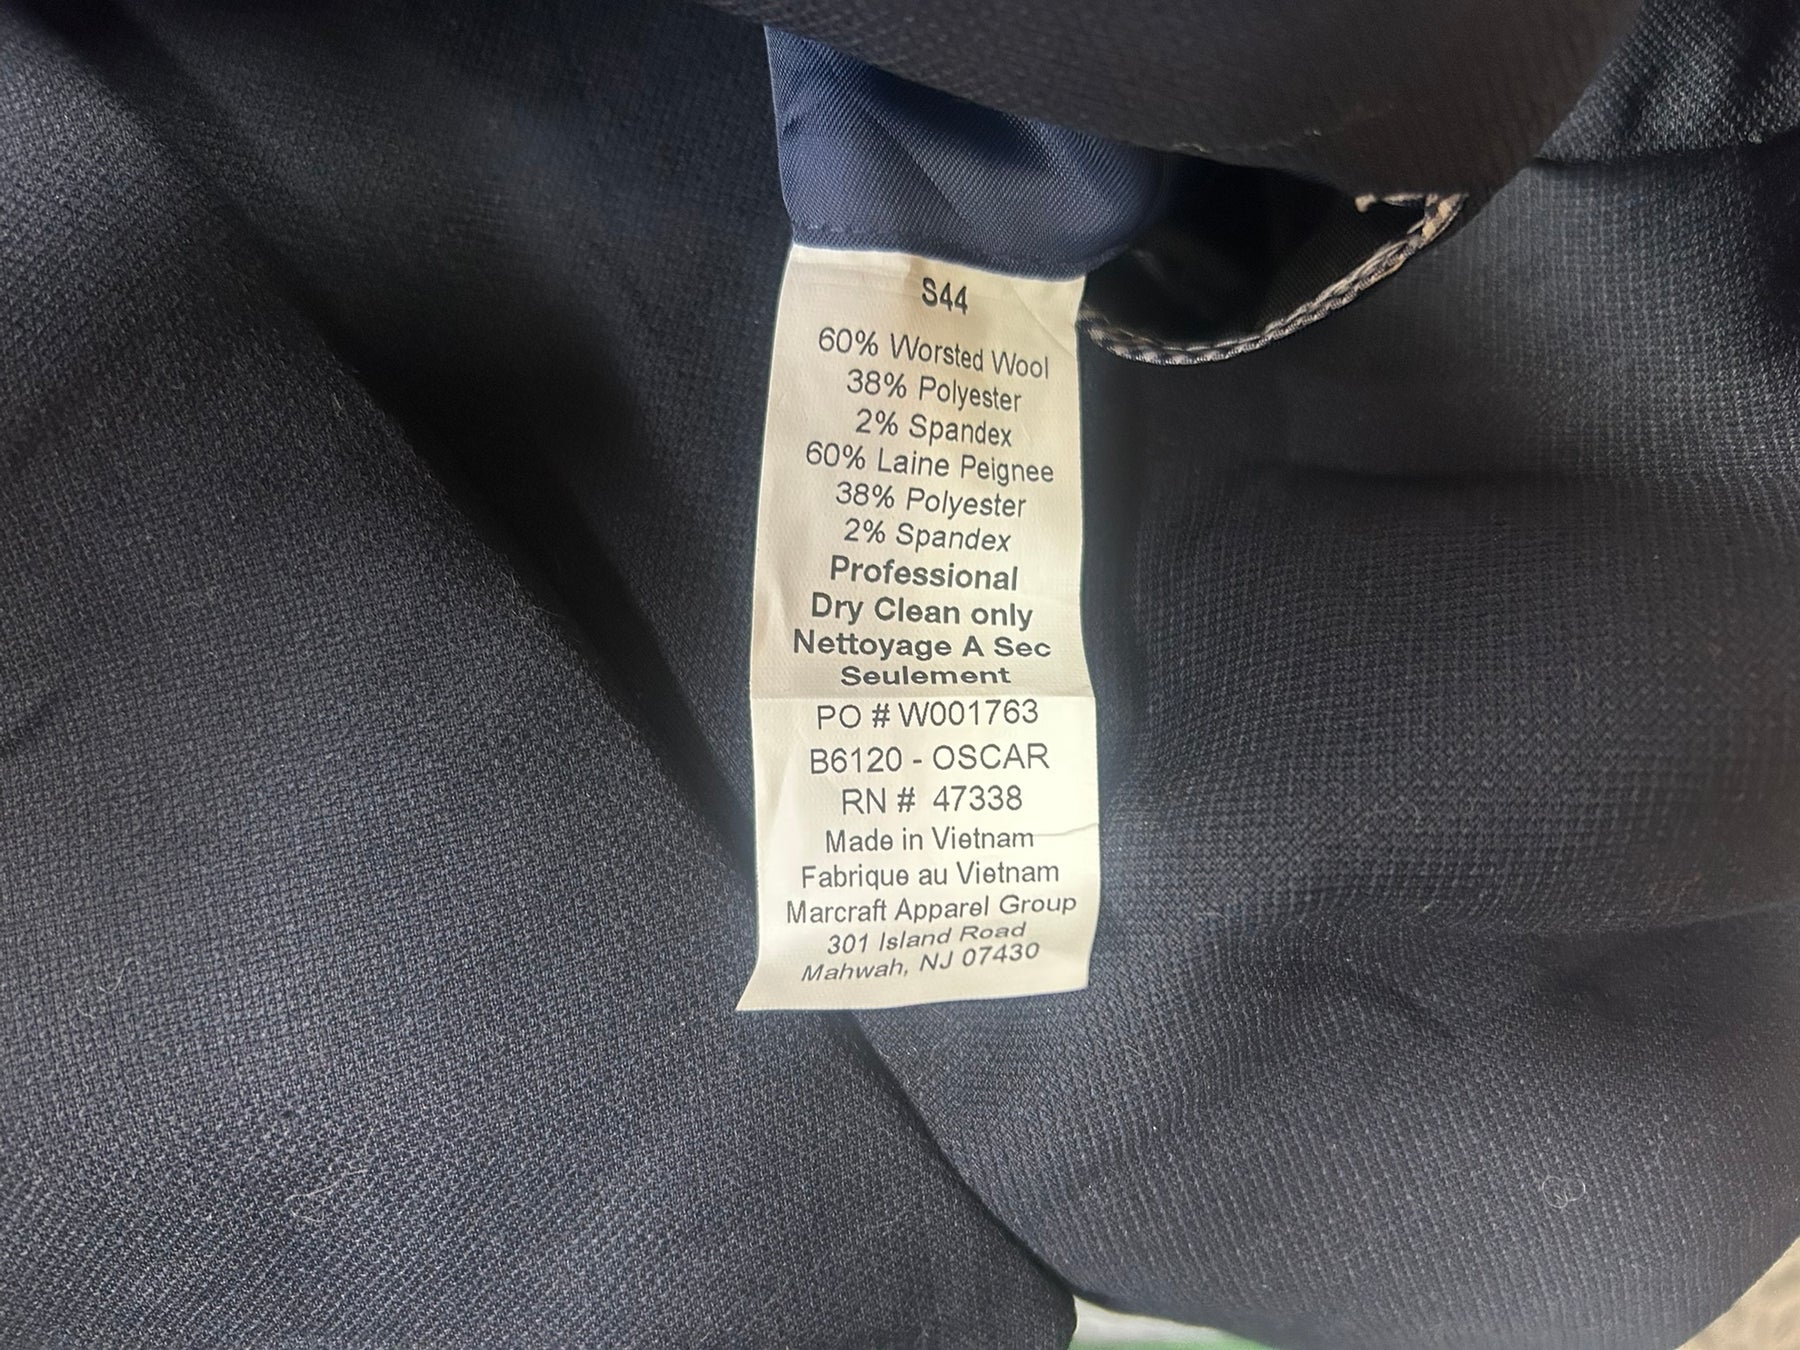 S44
60% Worsted Wool
38% Polyester
2% Spandex
60% Laine Peignee
38% Polyester
2% Spandex
Professional
Dry Clean only
Nettoyage A Sec
Seulement
PO # W001763
B6120 - OSCAR
RN # 47338
Made in Vietnam
Fabrique au Vietnam
Marcraft Apparel Group
301 Island Road
Mahwah, NJ 07430